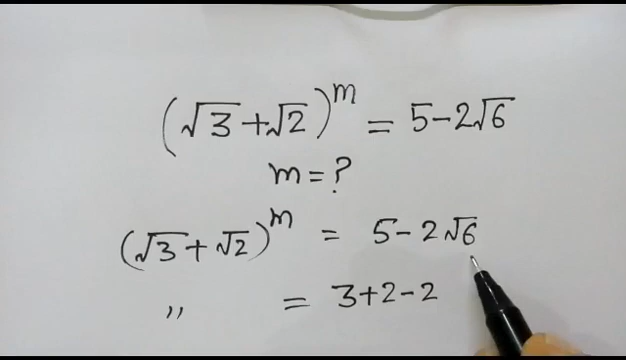 (√3+√2)^m = 5-2√6
m=?
(√3+√2)^m = 5-2√6
,, = 3+2-2